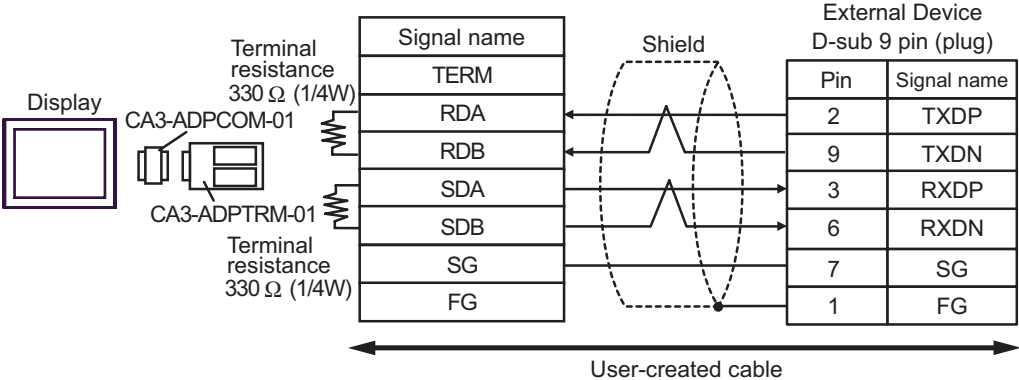 Display
CA3-ADPCOM-01
CA3-ADPTRM-01
Terminal
resistance
330 Ω (1/4W)
Terminal
resistance
330 Ω (1/4W)
Signal name
TERM
RDA
RDB
SDA
SDB
SG
FG
Shield
External Device
D-sub 9 pin (plug)
Pin Signal name
2 TXDP
9 TXDN
3 RXDP
6 RXDN
7 SG
1 FG
User-created cable